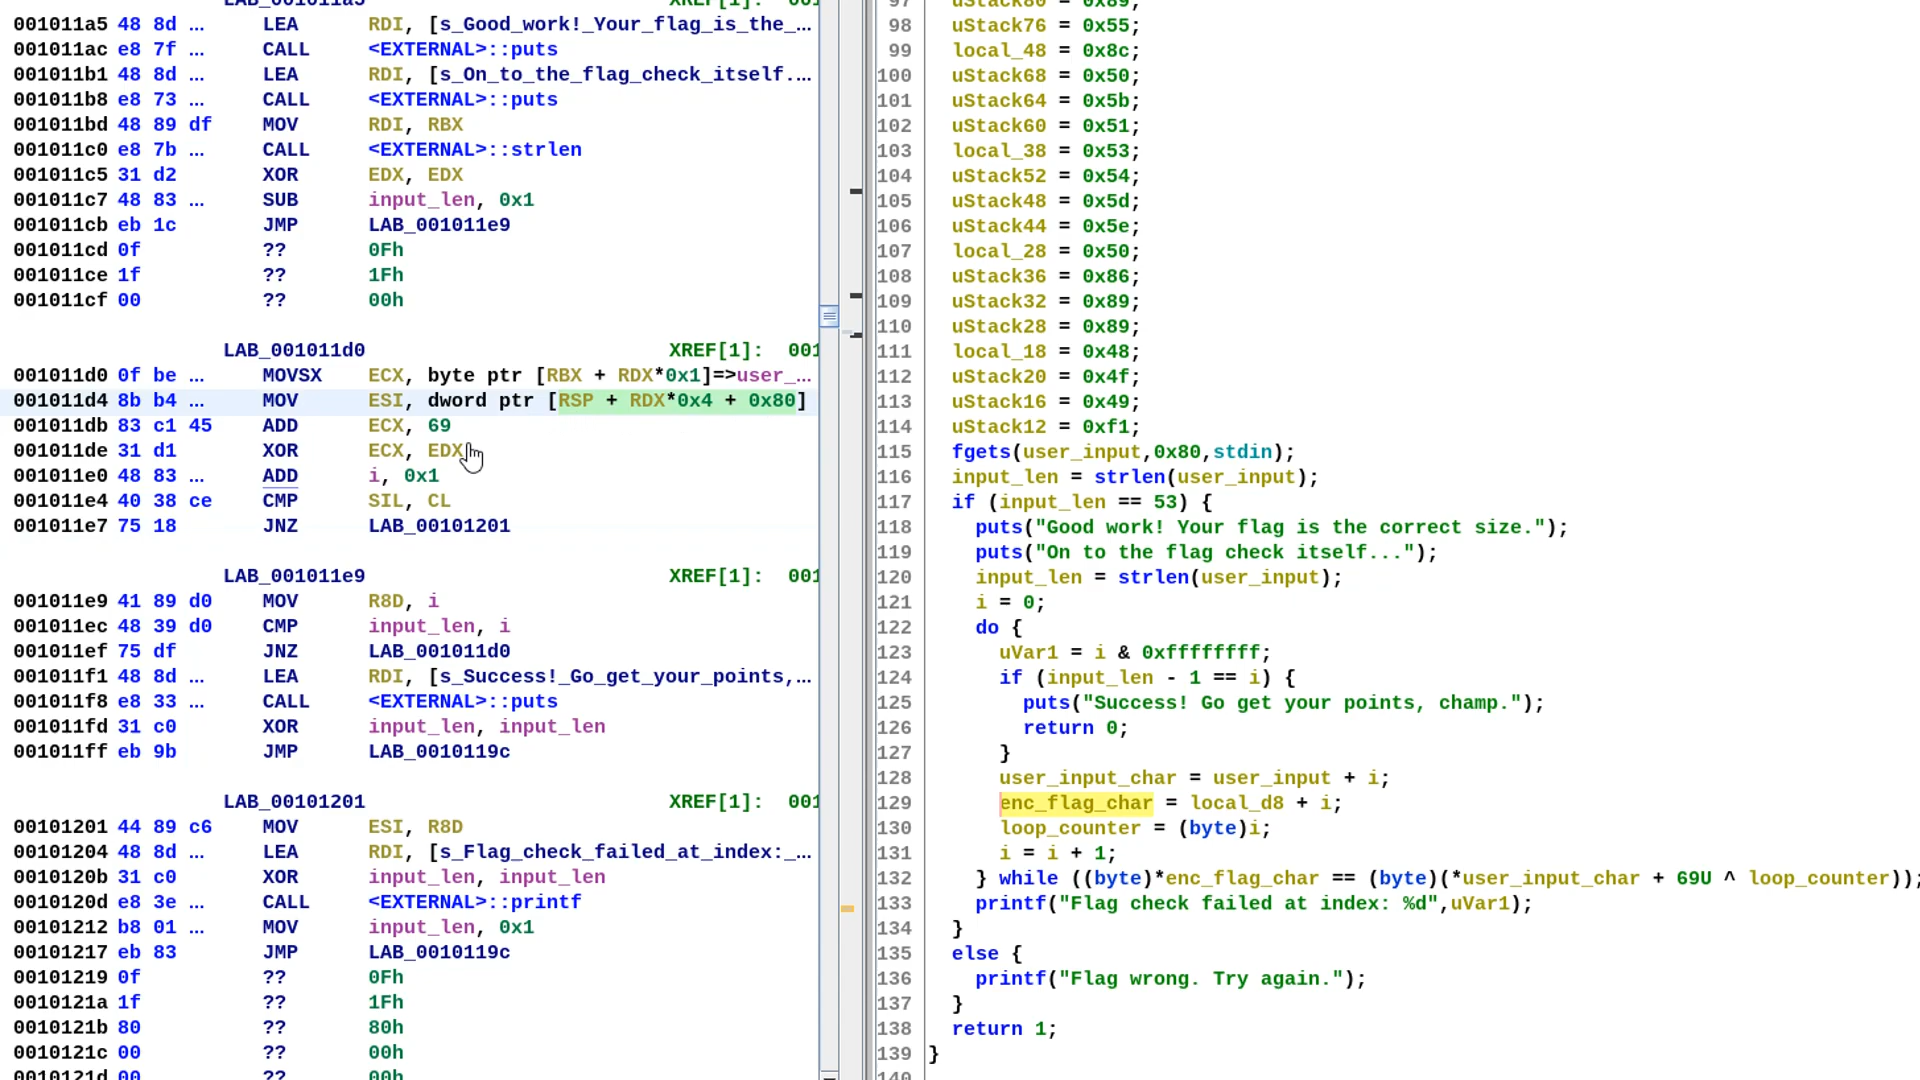 LAB_001011a3 XREF[1]: 001
001011a5 48 8d ... LEA RDI, [s_Good_work!_Your_flag_is_the_...
001011ac e8 7f ... CALL <EXTERNAL>::puts
001011b1 48 8d ... LEA RDI, [s_On_to_the_flag_check_itself....
001011b8 e8 73 ... CALL <EXTERNAL>::puts
001011bd 48 89 df MOV RDI, RBX
001011c0 e8 7b ... CALL <EXTERNAL>::strlen
001011c5 31 d2 XOR EDX, EDX
001011c7 48 83 ... SUB input_len, 0x1
001011cb eb 1c JMP LAB_001011e9
001011cd 0f ?? 0Fh
001011ce 1f ?? 1Fh
001011cf 00 ?? 00h
LAB_001011d0 XREF[1]: 001
001011d0 0f be ... MOVSX ECX, byte ptr [RBX + RDX*0x1]=>user_...
001011d4 8b b4 ... MOV ESI, dword ptr [RSP + RDX*0x4 + 0x80]
001011db 83 c1 45 ADD ECX, 69
001011de 31 d1 XOR ECX, EDX
001011e0 48 83 ... ADD i, 0x1
001011e4 40 38 ce CMP SIL, CL
001011e7 75 18 JNZ LAB_00101201
LAB_001011e9 XREF[1]: 001
001011e9 41 89 d0 MOV R8D, i
001011ec 48 39 d0 CMP input_len, i
001011ef 75 df JNZ LAB_001011d0
001011f1 48 8d ... LEA RDI, [s_Success!_Go_get_your_points,...
001011f8 e8 33 ... CALL <EXTERNAL>::puts
001011fd 31 c0 XOR input_len, input_len
001011ff eb 9b JMP LAB_0010119c
LAB_00101201 XREF[1]: 001
00101201 44 89 c6 MOV ESI, R8D
00101204 48 8d ... LEA RDI, [s_Flag_check_failed_at_index:_...
0010120b 31 c0 XOR input_len, input_len
0010120d e8 3e ... CALL <EXTERNAL>::printf
00101212 b8 01 ... MOV input_len, 0x1
00101217 eb 83 JMP LAB_0010119c
00101219 0f ?? 0Fh
0010121a 1f ?? 1Fh
0010121b 80 ?? 80h
0010121c 00 ?? 00h
0010121d 00 ?? 00h
97 uStack80 = 0x89;
98 uStack76 = 0x55;
99 local_48 = 0x8c;
100 uStack68 = 0x50;
101 uStack64 = 0x5b;
102 uStack60 = 0x51;
103 local_38 = 0x53;
104 uStack52 = 0x54;
105 uStack48 = 0x5d;
106 uStack44 = 0x5e;
107 local_28 = 0x50;
108 uStack36 = 0x86;
109 uStack32 = 0x89;
110 uStack28 = 0x89;
111 local_18 = 0x48;
112 uStack20 = 0x4f;
113 uStack16 = 0x49;
114 uStack12 = 0xf1;
115 fgets(user_input,0x80,stdin);
116 input_len = strlen(user_input);
117 if (input_len == 53) {
118 puts("Good work! Your flag is the correct size.");
119 puts("On to the flag check itself...");
120 input_len = strlen(user_input);
121 i = 0;
122 do {
123 uVar1 = i & 0xffffffff;
124 if (input_len - 1 == i) {
125 puts("Success! Go get your points, champ.");
126 return 0;
127 }
128 user_input_char = user_input + i;
129 enc_flag_char = local_d8 + i;
130 loop_counter = (byte)i;
131 i = i + 1;
132 } while ((byte)*enc_flag_char == (byte)(*user_input_char + 69U ^ loop_counter));
133 printf("Flag check failed at index: %d",uVar1);
134 }
135 else {
136 printf("Flag wrong. Try again.");
137 }
138 return 1;
139 }
140